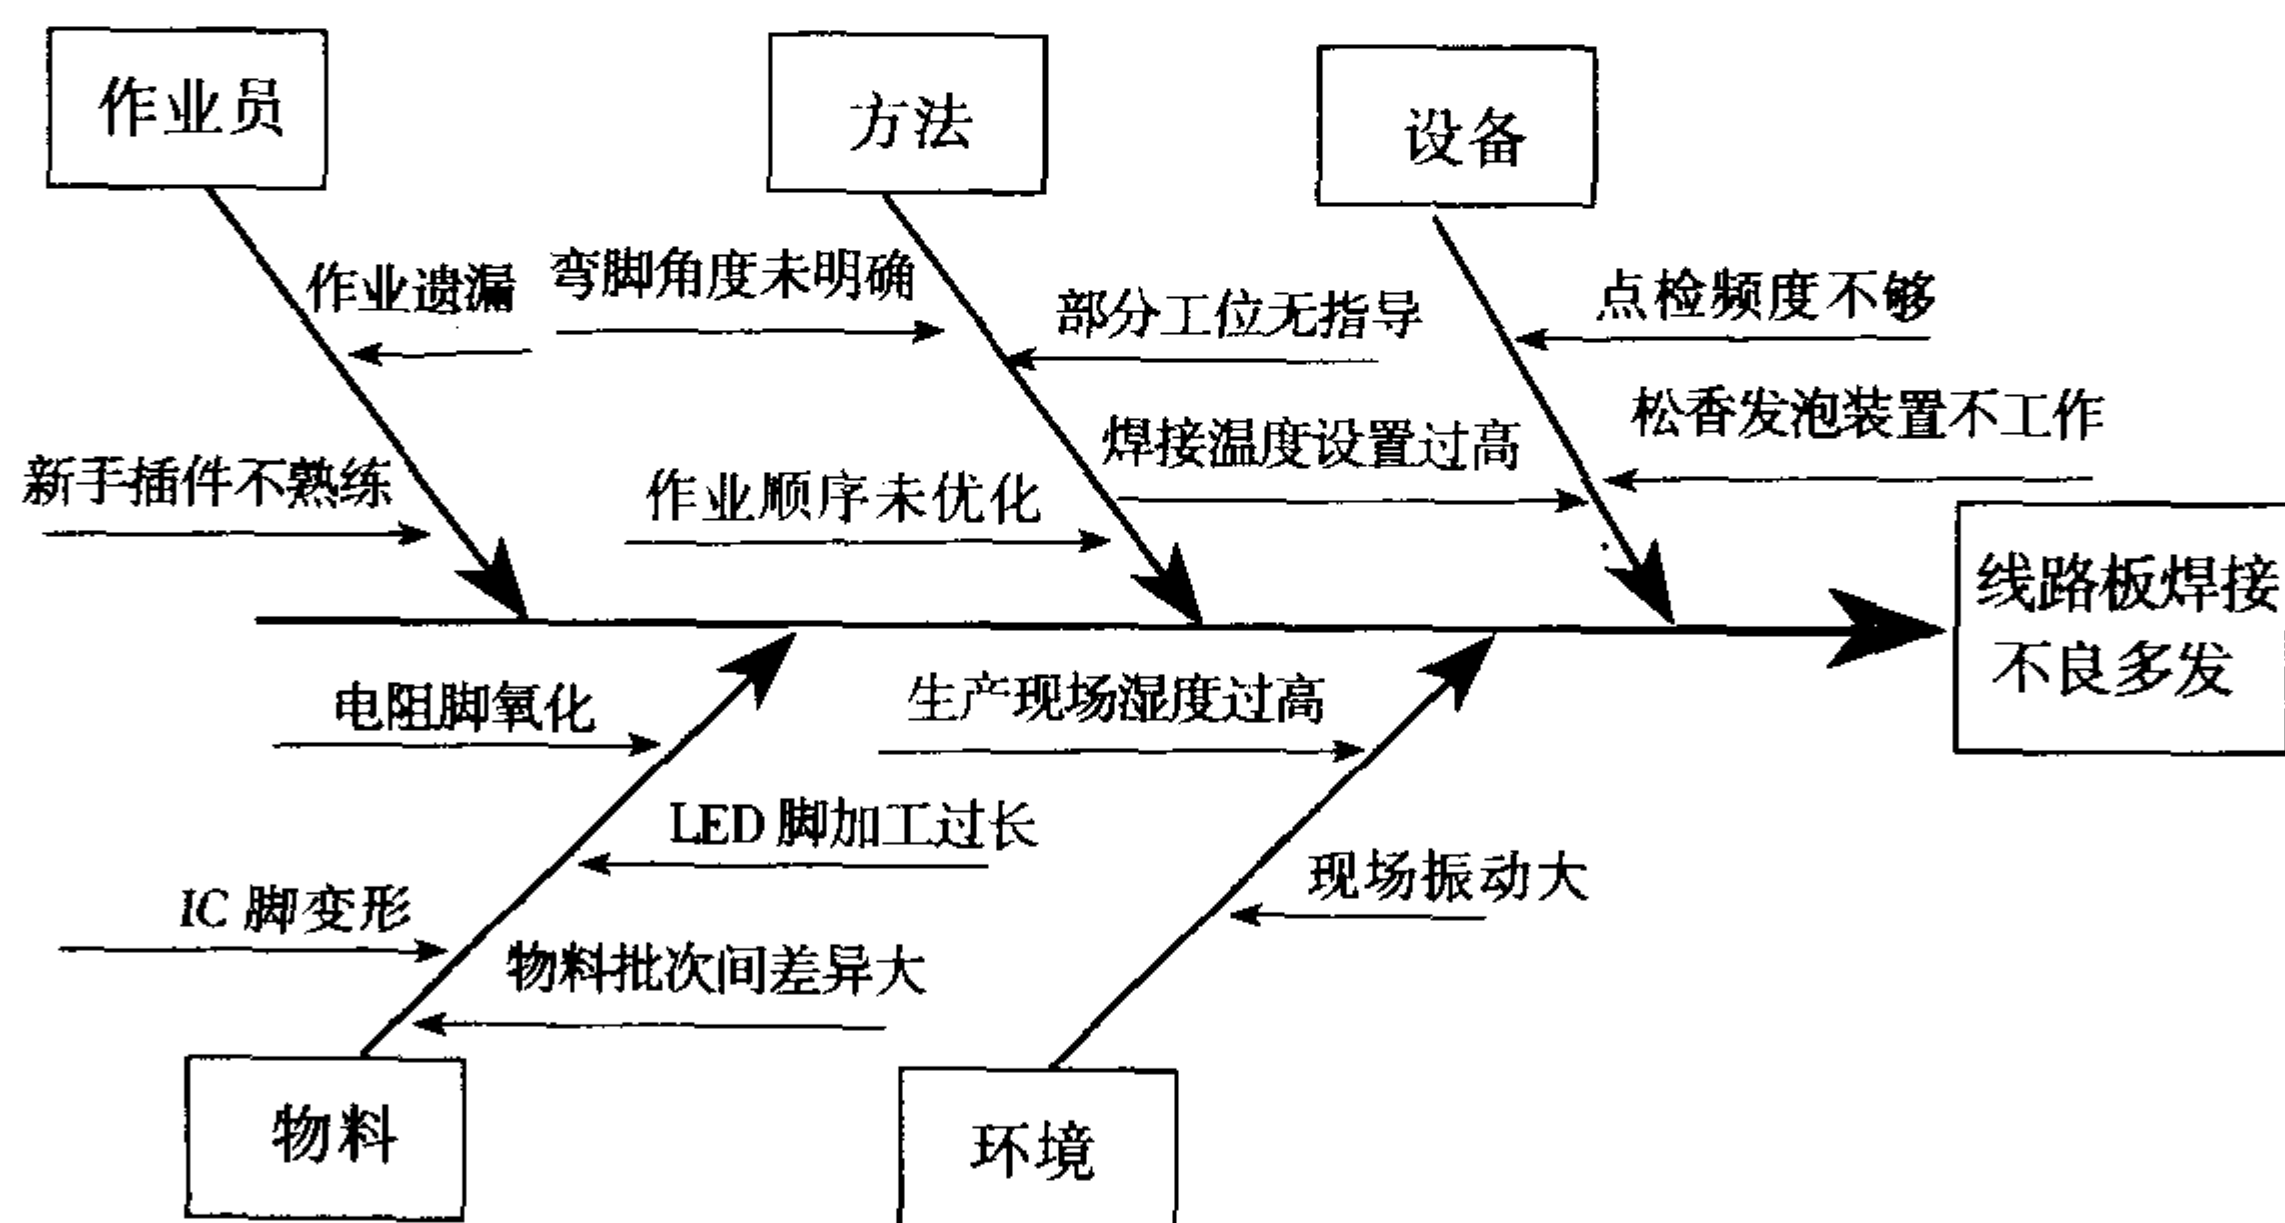 作业员
方法
设备
作业遗漏
弯脚角度未明确
部分工位无指导
点检频度不够
新手插件不熟练
作业顺序未优化
焊接温度设置过高
松香发泡装置不工作
线路板焊接
不良多发
电阻脚氧化
生产现场湿度过高
LED 脚加工过长
现场振动大
IC 脚变形
物料批次间差异大
物料
环境